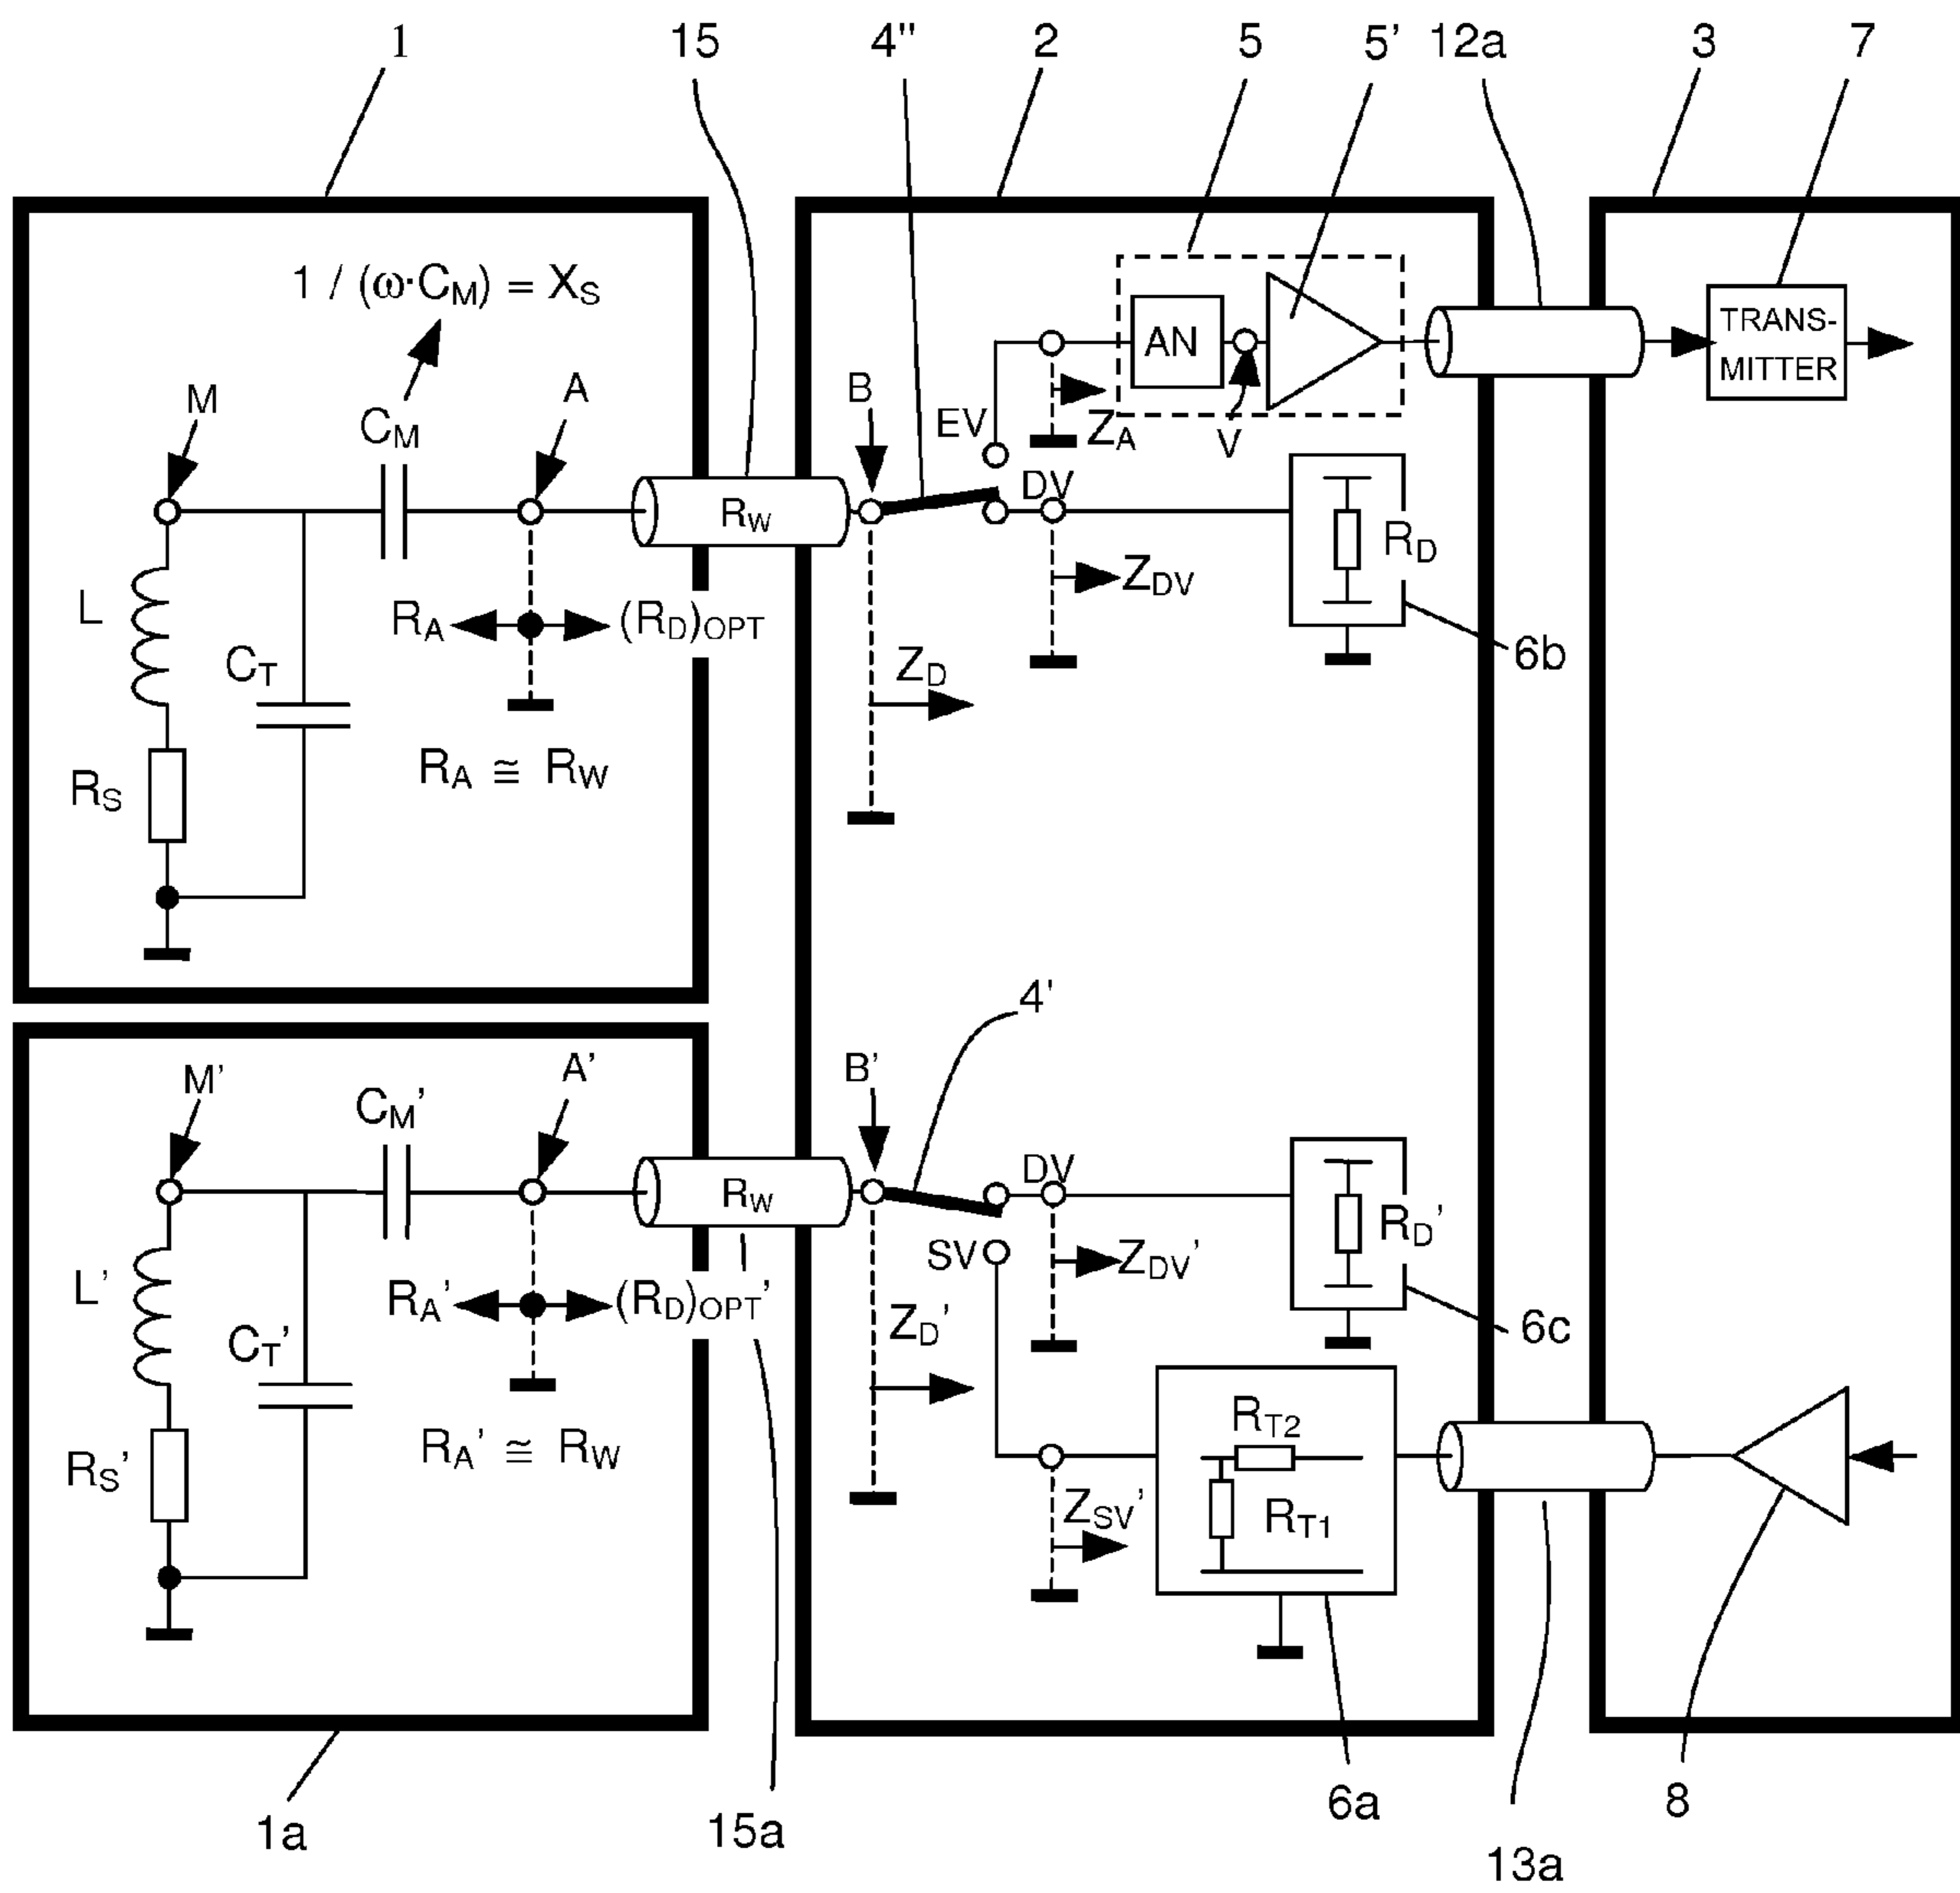 1
15
4"
2
5
5'
12a
3
7
1 / (ω·CM) = XS
M
CM
A
L
CT
RS
RA
(RD)OPT
RA ≅ RW
RW
B
EV
DV
ZA
AN
V
TRANS-
MITTER
RD
ZDV
ZD
6b
4'
M'
CM'
A'
L'
CT'
RS'
RA'
(RD)OPT'
RA' ≅ RW
RW
B'
DV
SV
ZDV'
ZD'
RD'
6c
ZSV'
RT2
RT1
1a
15a
6a
13a
8